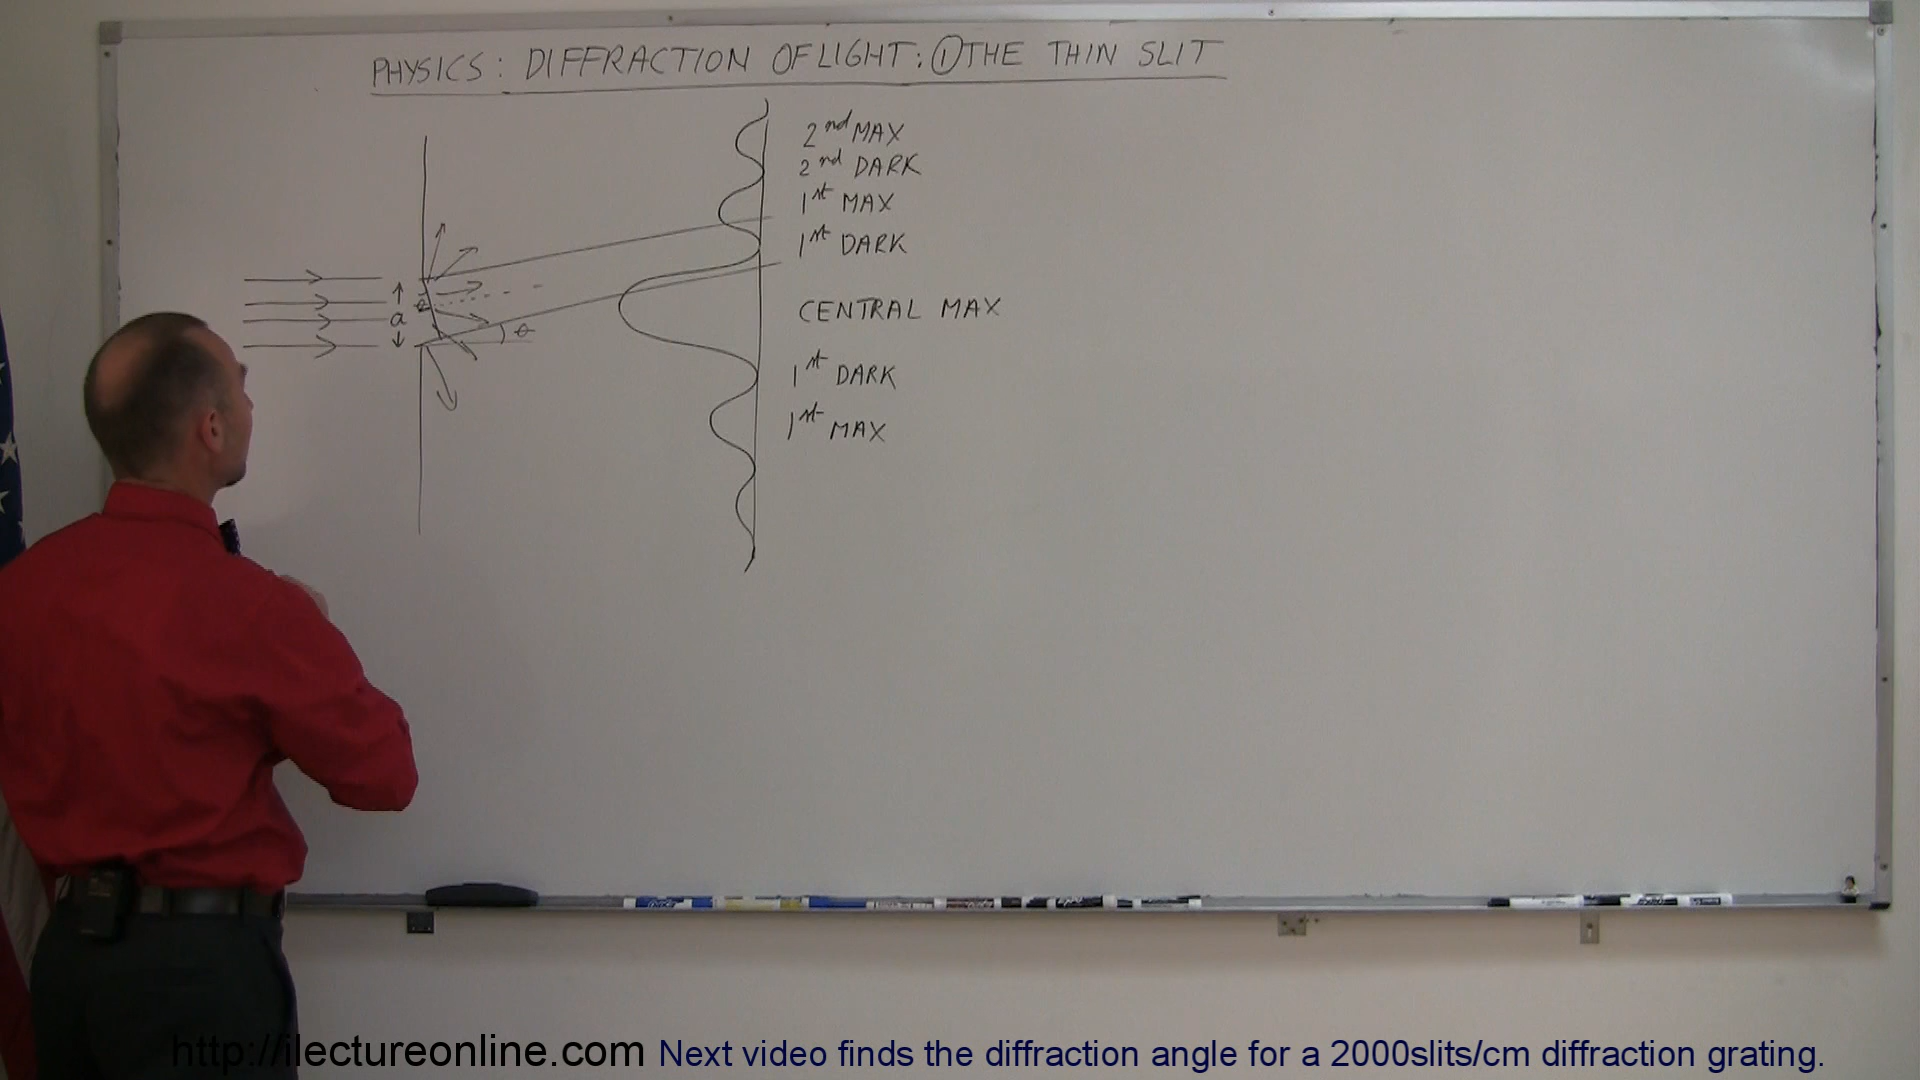 PHYSICS: DIFFRACTION OF LIGHT: ① THE THIN SLIT
2nd MAX
2nd DARK
1st MAX
1st DARK
CENTRAL MAX
1st DARK
1st MAX
a
θ
θ
http://ilectureonline.com Next video finds the diffraction angle for a 2000slits/cm diffraction grating.